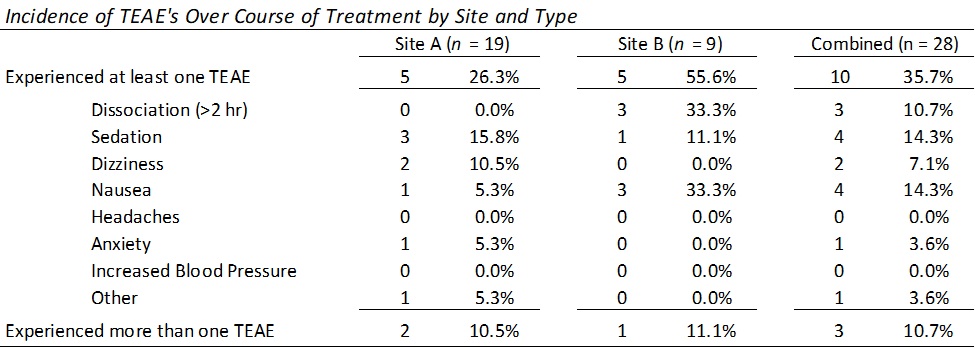 Incidence of TEAE's Over Course of Treatment by Site and Type
Site A (n = 19) Site B (n = 9) Combined (n = 28)
Experienced at least one TEAE 5 26.3% 5 55.6% 10 35.7%
Dissociation (>2 hr) 0 0.0% 3 33.3% 3 10.7%
Sedation 3 15.8% 1 11.1% 4 14.3%
Dizziness 2 10.5% 0 0.0% 2 7.1%
Nausea 1 5.3% 3 33.3% 4 14.3%
Headaches 0 0.0% 0 0.0% 0 0.0%
Anxiety 1 5.3% 0 0.0% 1 3.6%
Increased Blood Pressure 0 0.0% 0 0.0% 0 0.0%
Other 1 5.3% 0 0.0% 1 3.6%
Experienced more than one TEAE 2 10.5% 1 11.1% 3 10.7%